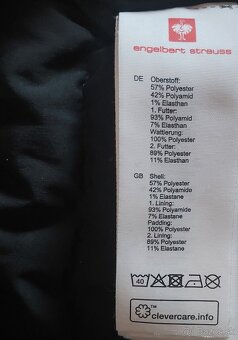 engelbert strauss
DE Oberstoff:
57% Polyester
42% Polyamid
1% Elasthan
1. Futter:
93% Polyamid
7% Elasthan
Wattierung:
100% Polyester
2. Futter:
89% Polyester
11% Elasthan
GB Shell:
57% Polyester
42% Polyamide
1% Elastane
1. Lining:
93% Polyamide
7% Elastane
Padding:
100% Polyester
2. Lining:
89% Polyester
11% Elastane
40
clevercare.info